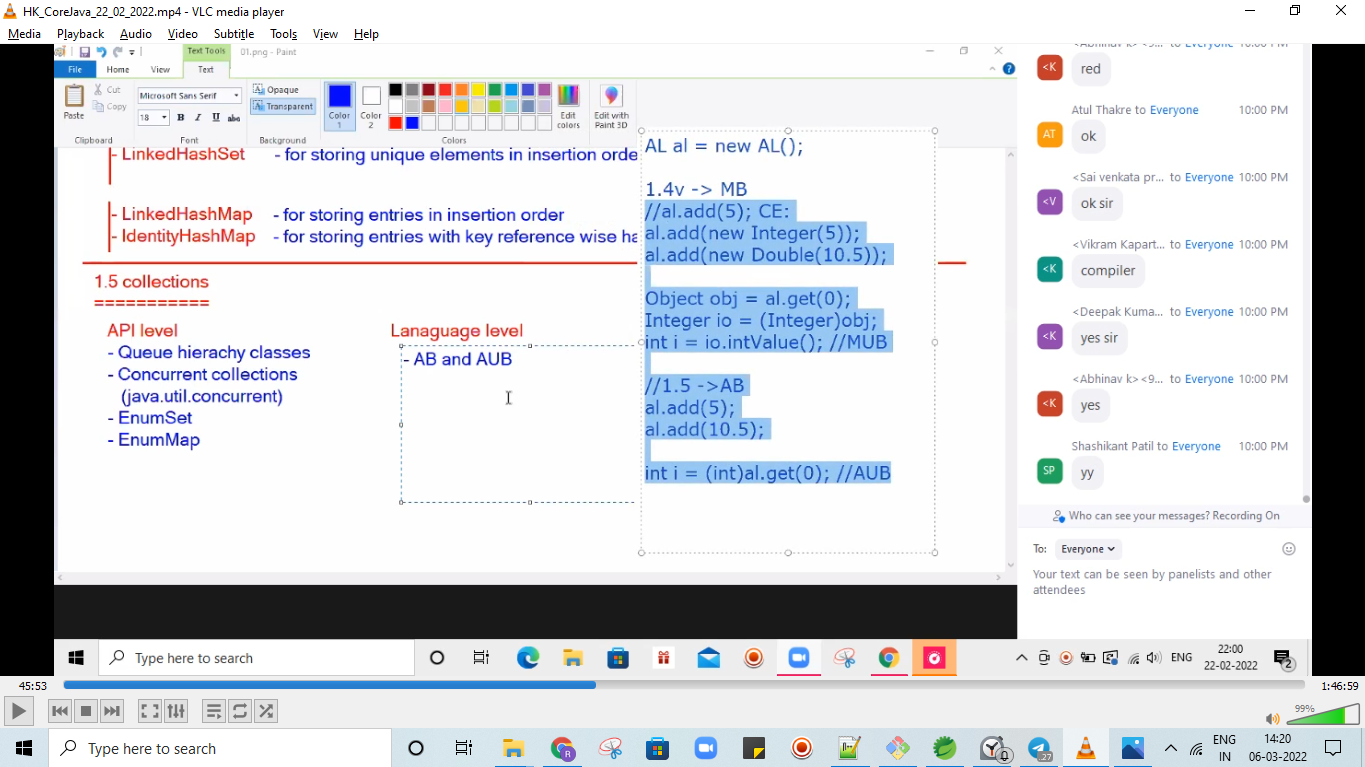 HK_CoreJava_22_02_2022.mp4 - VLC media player
Media Playback Audio Video Subtitle Tools View Help
Text Tools 01.png - Paint
File Home View Text
Paste
Cut
Copy
Clipboard
Microsoft Sans Serif
18 B I U abc
Font
Opaque
Transparent
Background
Color 1
Color 2
Edit colors
Colors
Edit with Paint 3D
- LinkedHashSet - for storing unique elements in insertion orde
- LinkedHashMap - for storing entries in insertion order
- IdentityHashMap - for storing entries with key reference wise ha
1.5 collections
===========
API level
- Queue hierachy classes
- Concurrent collections
(java.util.concurrent)
- EnumSet
- EnumMap
Lanaguage level
- AB and AUB
AL al = new AL();
1.4v -> MB
//al.add(5); CE:
al.add(new Integer(5));
al.add(new Double(10.5));
Object obj = al.get(0);
Integer io = (Integer)obj;
int i = io.intValue(); //MUB
//1.5 ->AB
al.add(5);
al.add(10.5);
int i = (int)al.get(0); //AUB
<Abhinav k> <9... to Everyone 10:00 PM
<K red
Atul Thakre to Everyone 10:00 PM
AT ok
<Sai venkata pr... to Everyone 10:00 PM
<V ok sir
<Vikram Kapart... to Everyone 10:00 PM
<K compiler
<Deepak Kuma... to Everyone 10:00 PM
<K yes sir
<Abhinav k> <9... to Everyone 10:00 PM
<K yes
Shashikant Patil to Everyone 10:00 PM
SP yy
Who can see your messages? Recording On
To: Everyone
Your text can be seen by panelists and other
attendees
Type here to search
ENG
22:00
22-02-2022
2
45:53
1:46:59
99%
Type here to search
R
27
ENG
IN
14:20
06-03-2022